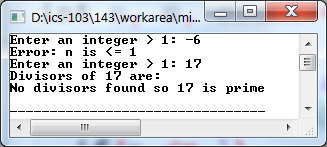 D:\ics-103\143\workarea\mi...
Enter an integer > 1: -6
Error: n is <= 1
Enter an integer > 1: 17
Divisors of 17 are:
No divisors found so 17 is prime
________________________________